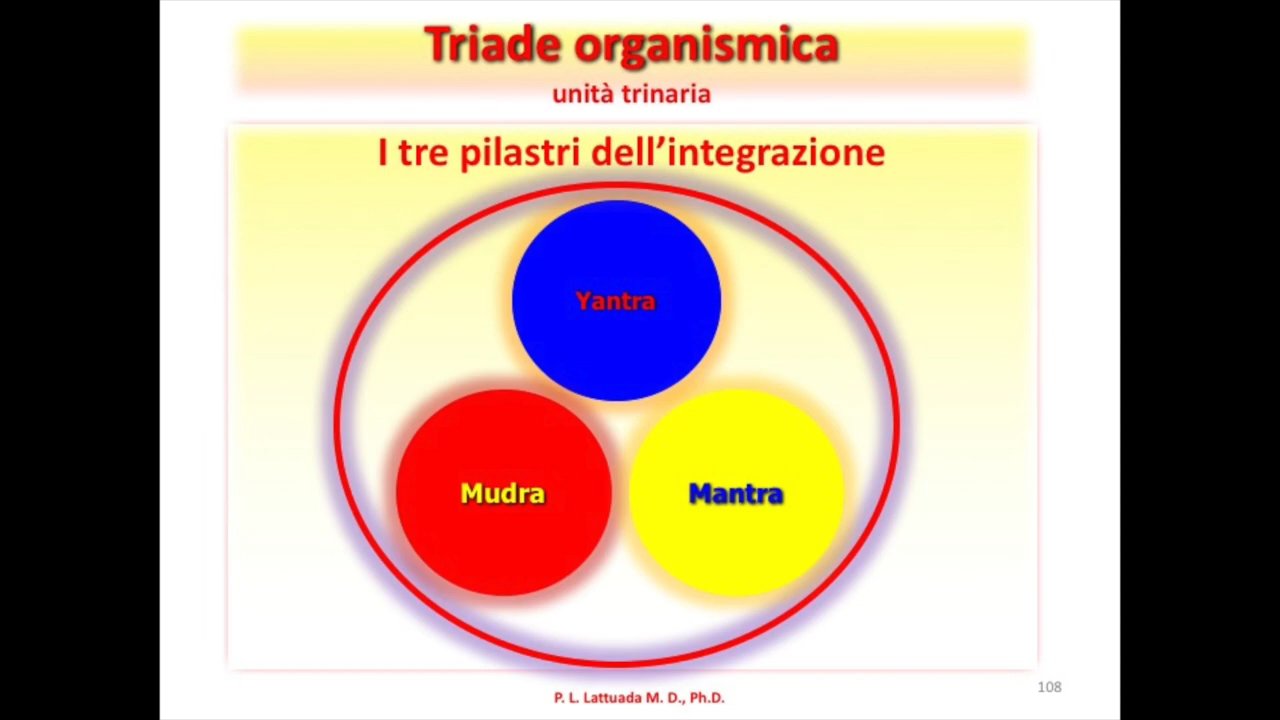 Triade organismica
unità trinaria
I tre pilastri dell’integrazione
Yantra
Mudra
Mantra
P. L. Lattuada M. D., Ph.D.
108